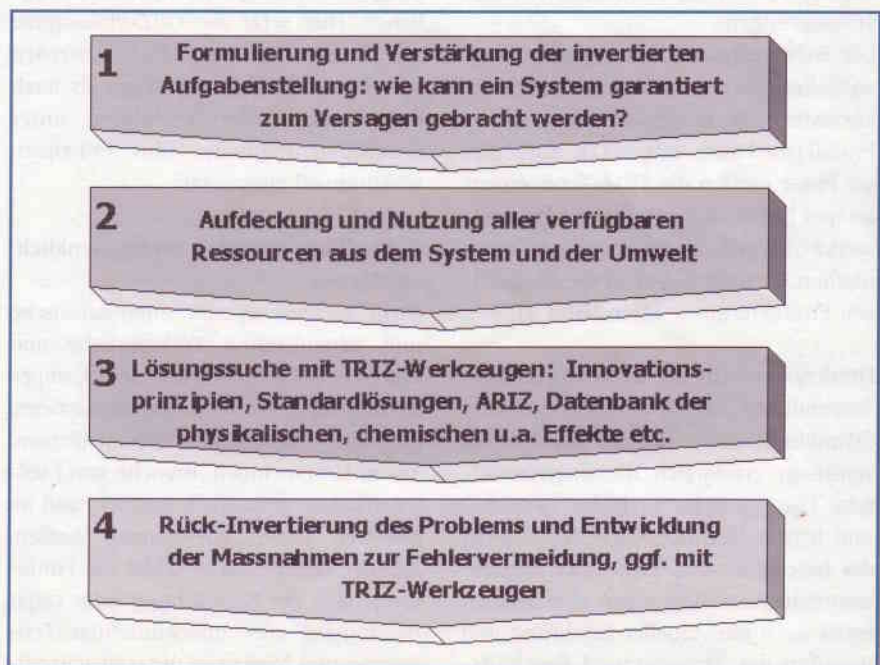 1 Formulierung und Verstärkung der invertierten
Aufgabenstellung: wie kann ein System garantiert
zum Versagen gebracht werden?
2 Aufdeckung und Nutzung aller verfügbaren
Ressourcen aus dem System und der Umwelt
3 Lösungssuche mit TRIZ-Werkzeugen: Innovations-
prinzipien, Standardlösungen, ARIZ, Datenbank der
physikalischen, chemischen u.a. Effekte etc.
4 Rück-Invertierung des Problems und Entwicklung
der Massnahmen zur Fehlervermeidung, ggf. mit
TRIZ-Werkzeugen